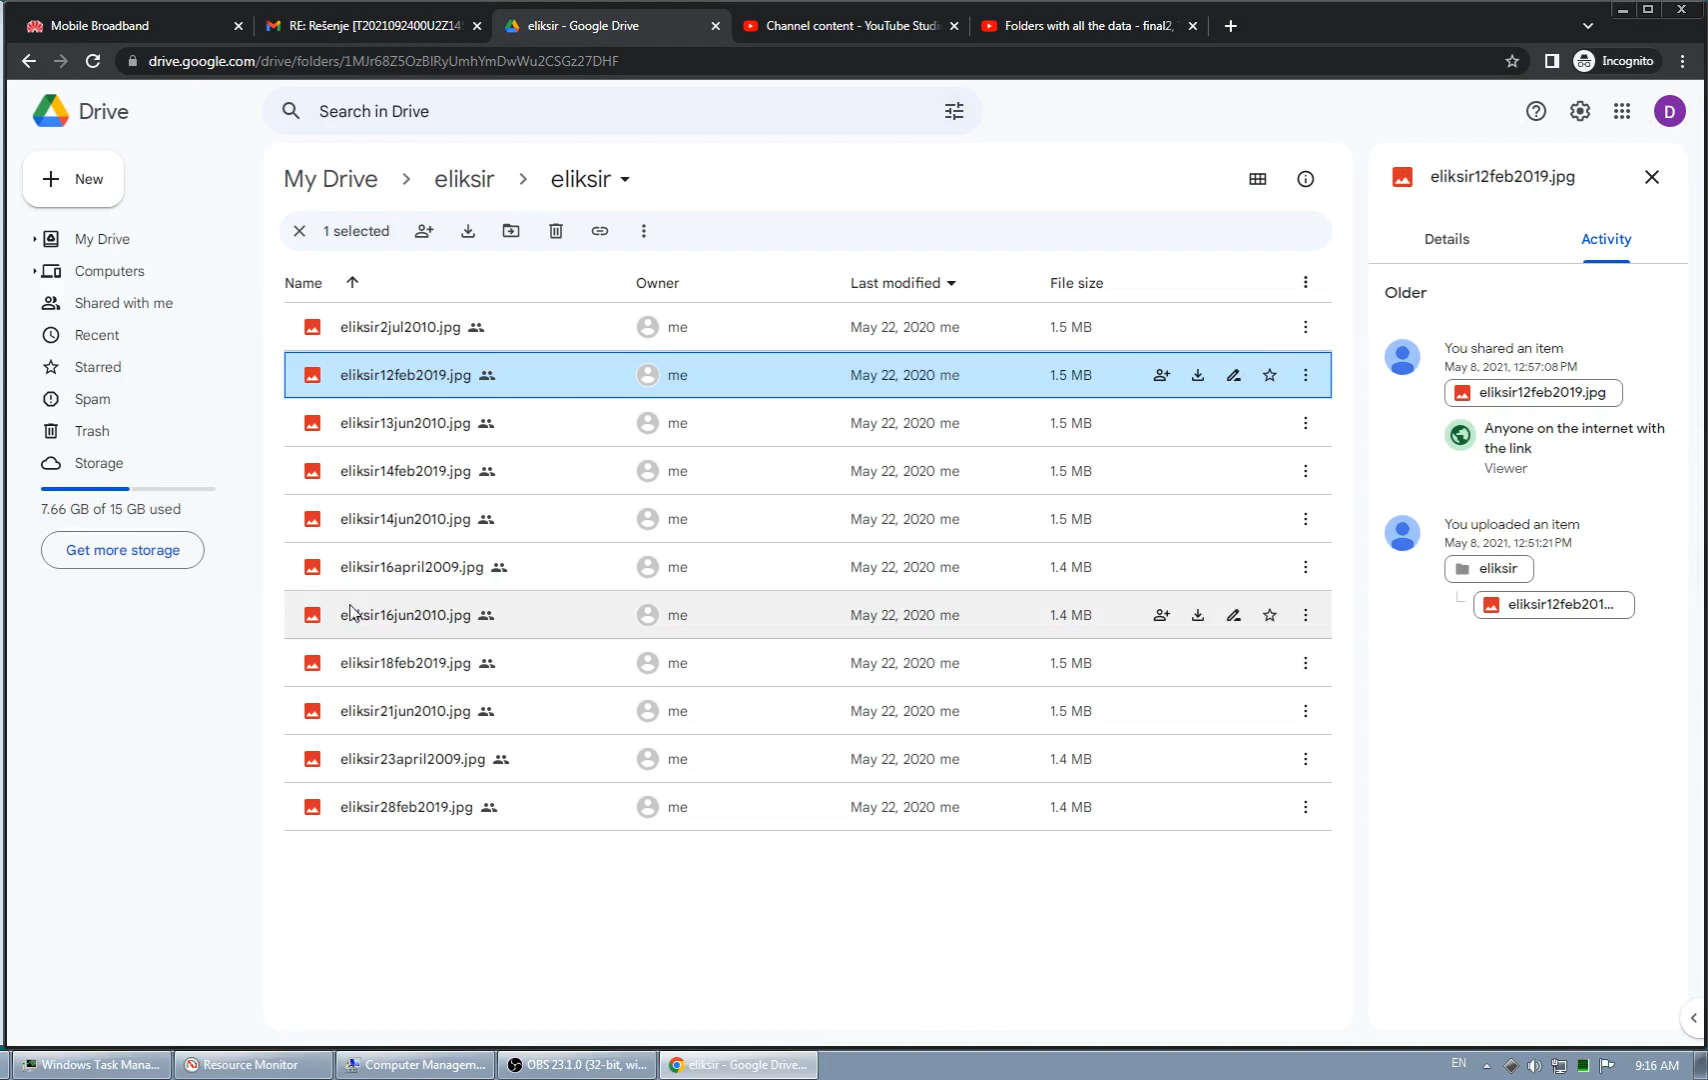 Mobile Broadband
RE: Rešenje [T2021092400U2Z14
eliksir - Google Drive
Channel content - YouTube Studi
Folders with all the data - final2,
drive.google.com/drive/folders/1MJr68Z5OzBlRyUmhYmDwWu2CSGz27DHF
Incognito
Drive
Search in Drive
D
New
My Drive
Computers
Shared with me
Recent
Starred
Spam
Trash
Storage
7.66 GB of 15 GB used
Get more storage
My Drive > eliksir > eliksir
1 selected
Name Owner Last modified File size
eliksir2jul2010.jpg me May 22, 2020 me 1.5 MB
eliksir12feb2019.jpg me May 22, 2020 me 1.5 MB
eliksir13jun2010.jpg me May 22, 2020 me 1.5 MB
eliksir14feb2019.jpg me May 22, 2020 me 1.5 MB
eliksir14jun2010.jpg me May 22, 2020 me 1.5 MB
eliksir16april2009.jpg me May 22, 2020 me 1.4 MB
eliksir16jun2010.jpg me May 22, 2020 me 1.4 MB
eliksir18feb2019.jpg me May 22, 2020 me 1.5 MB
eliksir21jun2010.jpg me May 22, 2020 me 1.5 MB
eliksir23april2009.jpg me May 22, 2020 me 1.4 MB
eliksir28feb2019.jpg me May 22, 2020 me 1.4 MB
eliksir12feb2019.jpg
Details Activity
Older
You shared an item
May 8, 2021, 12:57:08 PM
eliksir12feb2019.jpg
Anyone on the internet with
the link
Viewer
You uploaded an item
May 8, 2021, 12:51:21 PM
eliksir
eliksir12feb201...
Windows Task Mana...
Resource Monitor
Computer Managem...
OBS 23.1.0 (32-bit, wi...
eliksir - Google Drive...
EN
9:16 AM